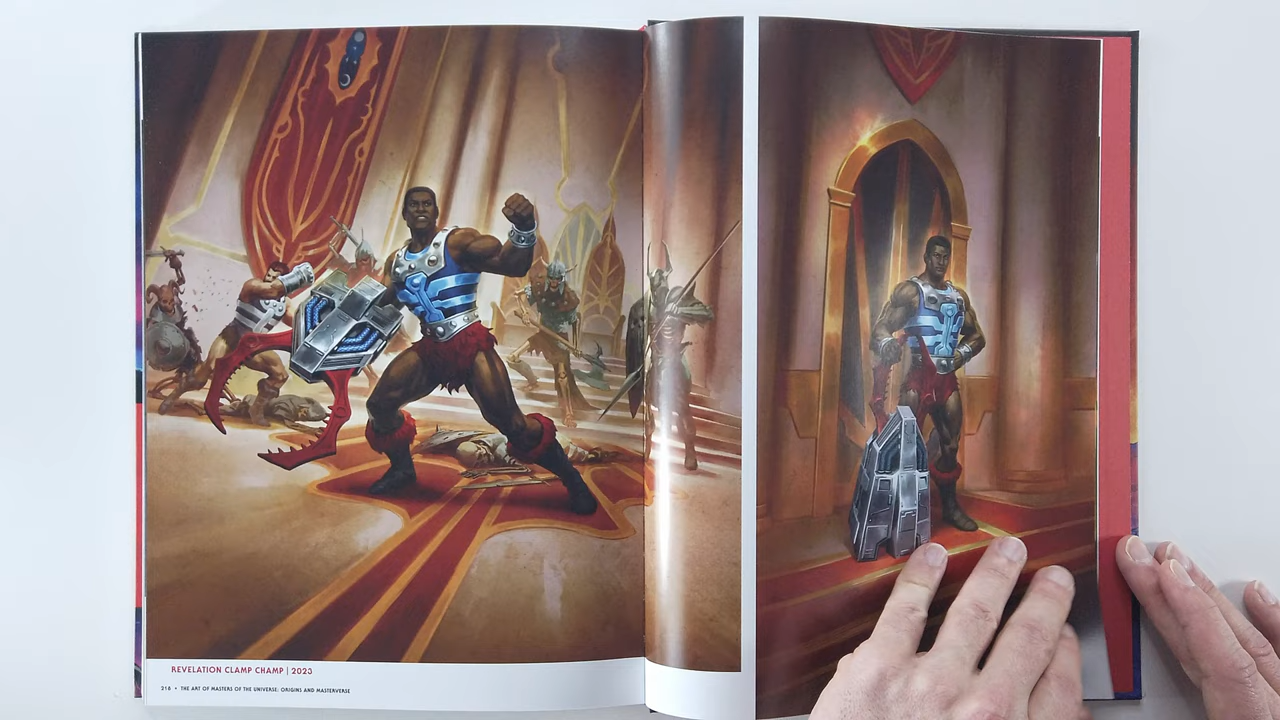 REVELATION CLAMP CHAMP | 2023
216 • THE ART OF MASTERS OF THE UNIVERSE: ORIGINS AND MASTERVERSE